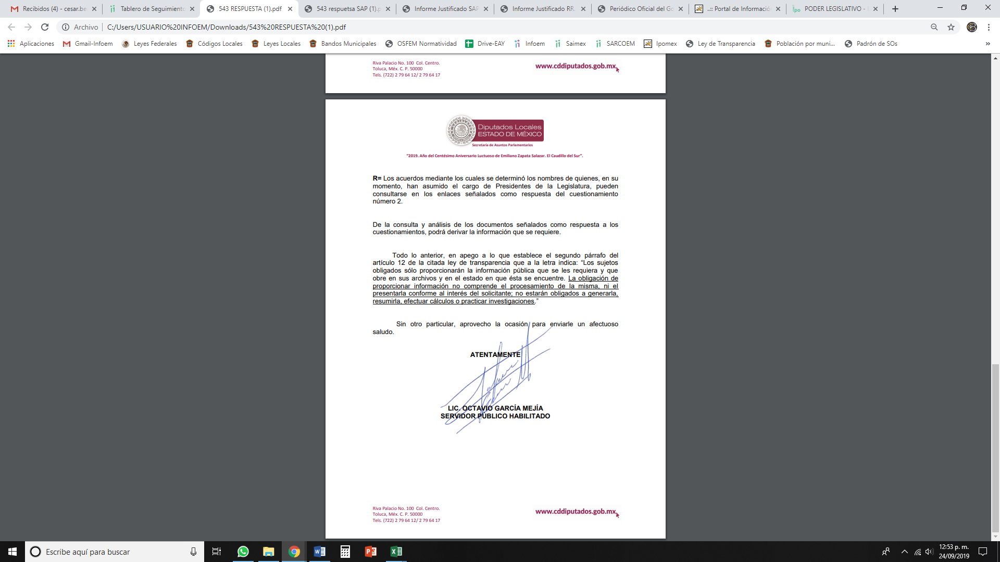 Recibidos (4) - cesar.be
Tablero de Seguimiento
543 RESPUESTA (1).pdf
543 respuetsa SAP (1).p
Informe Justificado SAP
Informe Justificado RR
Periódico Oficial del Go
..:: Portal de Informació
PODER LEGISLATIVO -
Archivo
C:/Users/USUARIO%20INFOEM/Downloads/543%20RESPUESTA%20(1).pdf
Aplicaciones
Gmail-Infoem
Leyes Federales
Códigos Locales
Leyes Locales
Bandos Municipales
OSFEM Normatividad
Drive-EAY
Infoem
Saimex
SARCOEM
Ipomex
Ley de Transparencia
Población por muni...
Padrón de SOs
»
Riva Palacio No. 100 Col. Centro.
Toluca, Méx. C. P. 50000
Tels. (722) 2 79 64 12/ 2 79 64 17
www.cddiputados.gob.mx
Diputados Locales
ESTADO DE MÉXICO
Secretaría de Asuntos Parlamentarios
“2019. Año del Centésimo Aniversario Luctuoso de Emiliano Zapata Salazar. El Caudillo del Sur”.
R= Los acuerdos mediante los cuales se determinó los nombres de quienes, en su
momento, han asumido el cargo de Presidentes de la Legislatura, pueden
consultarse en los enlaces señalados como respuesta del cuestionamiento
número 2.
De la consulta y análisis de los documentos señalados como respuesta a los
cuestionamientos, podrá derivar la información que se requiere.
Todo lo anterior, en apego a lo que establece el segundo párrafo del
artículo 12 de la citada ley de transparencia que a la letra indica: “Los sujetos
obligados sólo proporcionarán la información pública que se les requiera y que
obre en sus archivos y en el estado en que ésta se encuentre. La obligación de
proporcionar información no comprende el procesamiento de la misma, ni el
presentarla conforme al interés del solicitante; no estarán obligados a generarla,
resumirla, efectuar cálculos o practicar investigaciones.”
Sin otro particular, aprovecho la ocasión para enviarle un afectuoso
saludo.
ATENTAMENTE
LIC. OCTAVIO GARCÍA MEJÍA
SERVIDOR PÚBLICO HABILITADO
Riva Palacio No. 100 Col. Centro.
Toluca, Méx. C. P. 50000
Tels. (722) 2 79 64 12/ 2 79 64 17
www.cddiputados.gob.mx
Escribe aquí para buscar
12:53 p. m.
24/09/2019